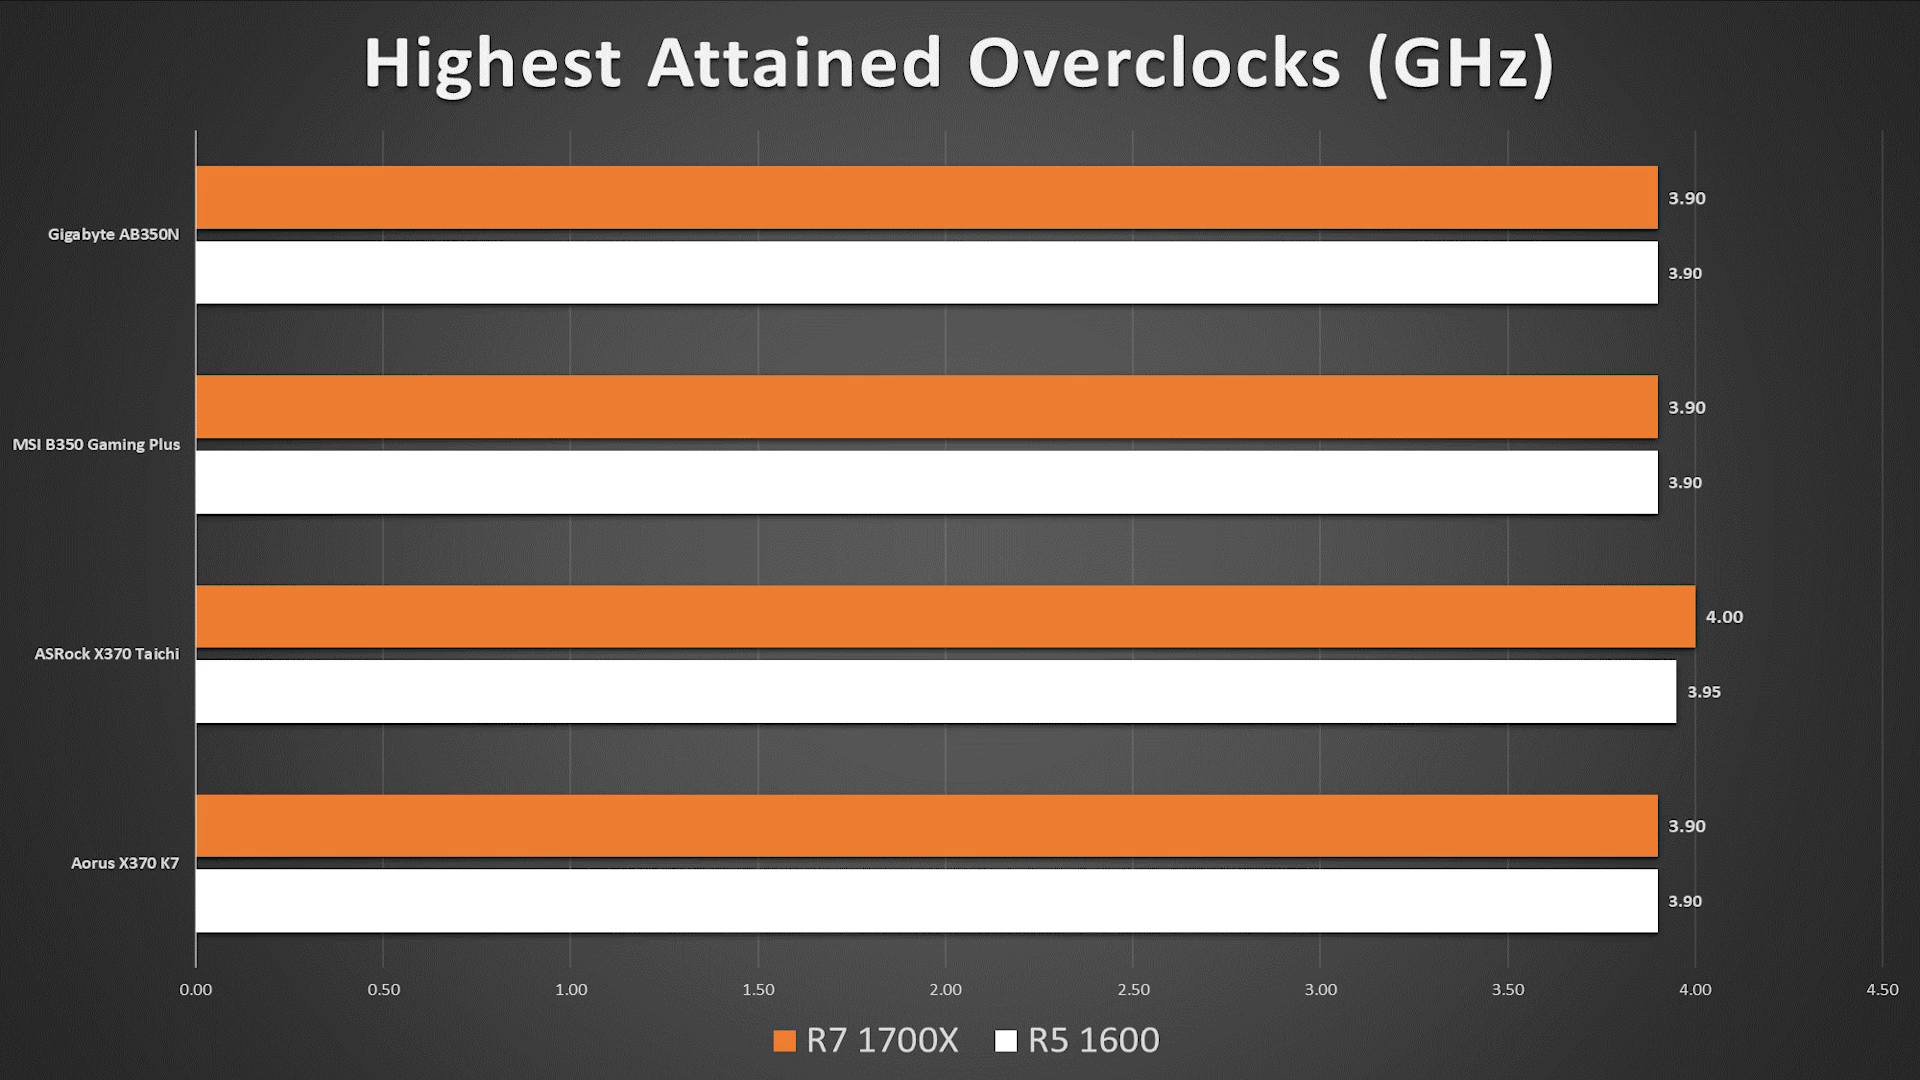 Highest Attained Overclocks (GHz)
3.90
Gigabyte AB350N
3.90
3.90
MSI B350 Gaming Plus
3.90
4.00
ASRock X370 Taichi
3.95
3.90
Aorus X370 K7
3.90
0.00 0.50 1.00 1.50 2.00 2.50 3.00 3.50 4.00 4.50
R7 1700X R5 1600